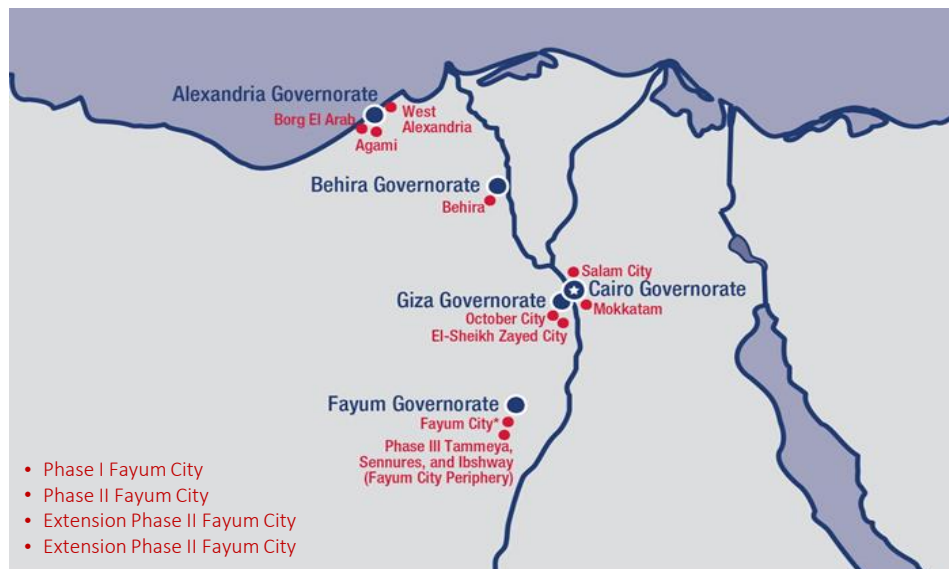 Alexandria Governorate
Borg El Arab
West
Alexandria
Agami
Behira Governorate
Behira
Salam City
Cairo Governorate
Giza Governorate
Mokkatam
October City
El-Sheikh Zayed City
Fayum Governorate
Fayum City*
Phase III Tammeya,
Sennures, and Ibshway
(Fayum City Periphery)
• Phase I Fayum City
• Phase II Fayum City
• Extension Phase II Fayum City
• Extension Phase II Fayum City